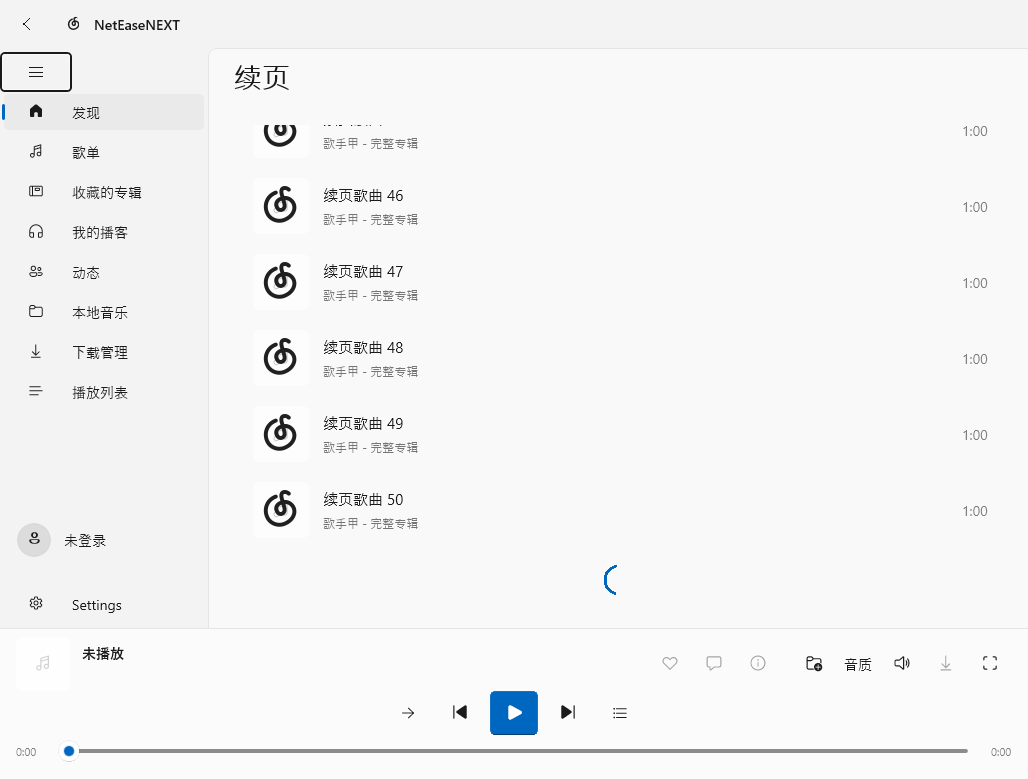 NetEaseNEXT
发现
歌单
收藏的专辑
我的播客
动态
本地音乐
下载管理
播放列表
未登录
Settings
续页
歌手甲 - 完整专辑
1:00
续页歌曲 46
歌手甲 - 完整专辑
1:00
续页歌曲 47
歌手甲 - 完整专辑
1:00
续页歌曲 48
歌手甲 - 完整专辑
1:00
续页歌曲 49
歌手甲 - 完整专辑
1:00
续页歌曲 50
歌手甲 - 完整专辑
1:00
未播放
音质
0:00
0:00